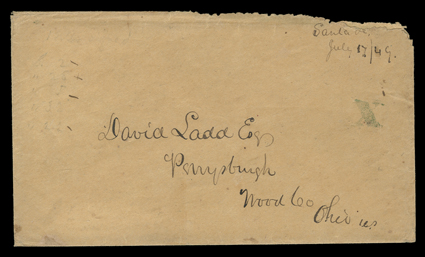 Santa Fe.
July 17/49.
X
David Ladd Esq
Perrysburgh
Wood Co
Ohio